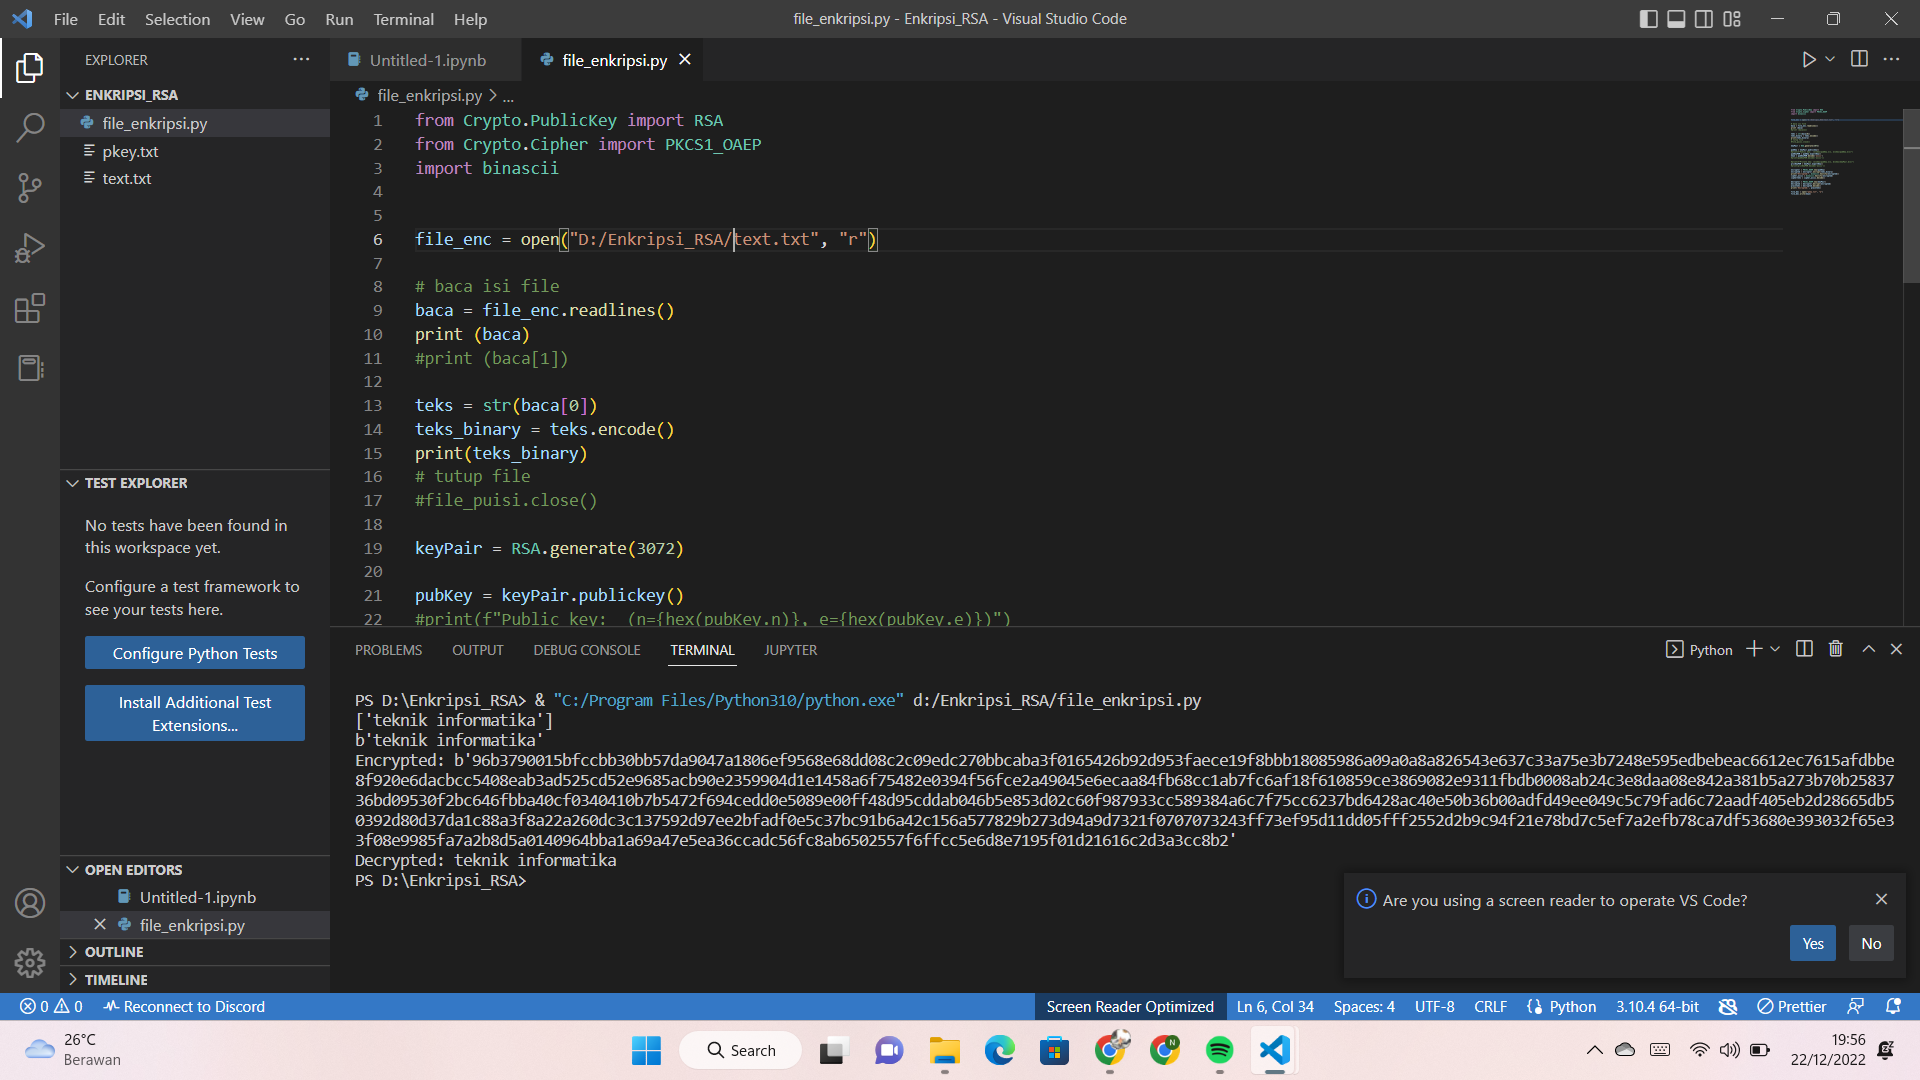 File Edit Selection View Go Run Terminal Help
file_enkripsi.py - Enkripsi_RSA - Visual Studio Code
EXPLORER
ENKRIPSI_RSA
file_enkripsi.py
pkey.txt
text.txt
TEST EXPLORER
No tests have been found in
this workspace yet.
Configure a test framework to
see your tests here.
Configure Python Tests
Install Additional Test
Extensions...
OPEN EDITORS
Untitled-1.ipynb
file_enkripsi.py
OUTLINE
TIMELINE
Untitled-1.ipynb
file_enkripsi.py
file_enkripsi.py > ...
1 from Crypto.PublicKey import RSA
2 from Crypto.Cipher import PKCS1_OAEP
3 import binascii
4
5
6 file_enc = open("D:/Enkripsi_RSA/text.txt", "r")
7
8 # baca isi file
9 baca = file_enc.readlines()
10 print (baca)
11 #print (baca[1])
12
13 teks = str(baca[0])
14 teks_binary = teks.encode()
15 print(teks_binary)
16 # tutup file
17 #file_puisi.close()
18
19 keyPair = RSA.generate(3072)
20
21 pubKey = keyPair.publickey()
22 #print(f"Public key:  (n={hex(pubKey.n)}, e={hex(pubKey.e)})")
PROBLEMS OUTPUT DEBUG CONSOLE TERMINAL JUPYTER
Python
PS D:\Enkripsi_RSA> & "C:/Program Files/Python310/python.exe" d:/Enkripsi_RSA/file_enkripsi.py
['teknik informatika']
b'teknik informatika'
Encrypted: b'96b3790015bfccbb30bb57da9047a1806ef9568e68dd08c2c09edc270bbcaba3f0165426b92d953faece19f8bbb18085986a09a0a8a826543e637c33a75e3b7248e595edbebeac6612ec7615afdbbe
8f920e6dacbcc5408eab3ad525cd52e9685acb90e2359904d1e1458a6f75482e0394f56fce2a49045e6ecaa84fb68cc1ab7fc6af18f610859ce3869082e9311fbdb0008ab24c3e8daa08e842a381b5a273b70b25837
36bd09530f2bc646fbba40cf0340410b7b5472f694cedd0e5089e00ff48d95cddab046b5e853d02c60f987933cc589384a6c7f75cc6237bd6428ac40e50b36b00adfd49ee049c5c79fad6c72aadf405eb2d28665db5
0392d80d37da1c88a3f8a22a260dc3c137592d97ee2bfadf0e5c37bc91b6a42c156a577829b273d94a9d7321f0707073243ff73ef95d11dd05fff2552d2b9c94f21e78bd7c5ef7a2efb78ca7df53680e393032f65e3
3f08e9985fa7a2b8d5a0140964bba1a69a47e5ea36ccadc56fc8ab6502557f6ffcc5e6d8e7195f01d21616c2d3a3cc8b2'
Decrypted: teknik informatika
PS D:\Enkripsi_RSA>
Are you using a screen reader to operate VS Code?
Yes No
0 0 Reconnect to Discord
Screen Reader Optimized Ln 6, Col 34 Spaces: 4 UTF-8 CRLF Python 3.10.4 64-bit Prettier
26°C
Berawan
Search
19:56
22/12/2022